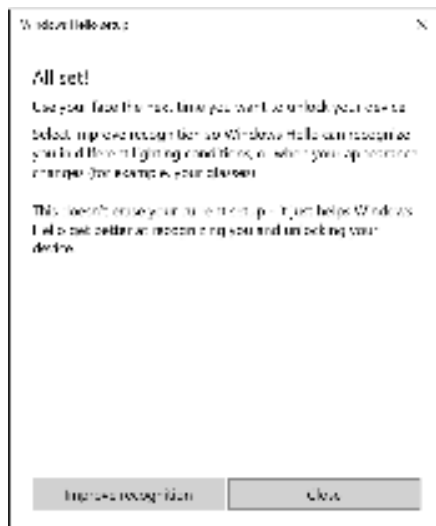 Windows Hello setup
All set!
Use your face the next time you want to unlock your device.
Select Improve recognition so Windows Hello can recognize
you in different lighting conditions, or when your appearance
changes (for example, your glasses).
This doesn't erase your current set-up - it just helps Windows
Hello get better at recognizing you and unlocking your
device.
Improve recognition
Close